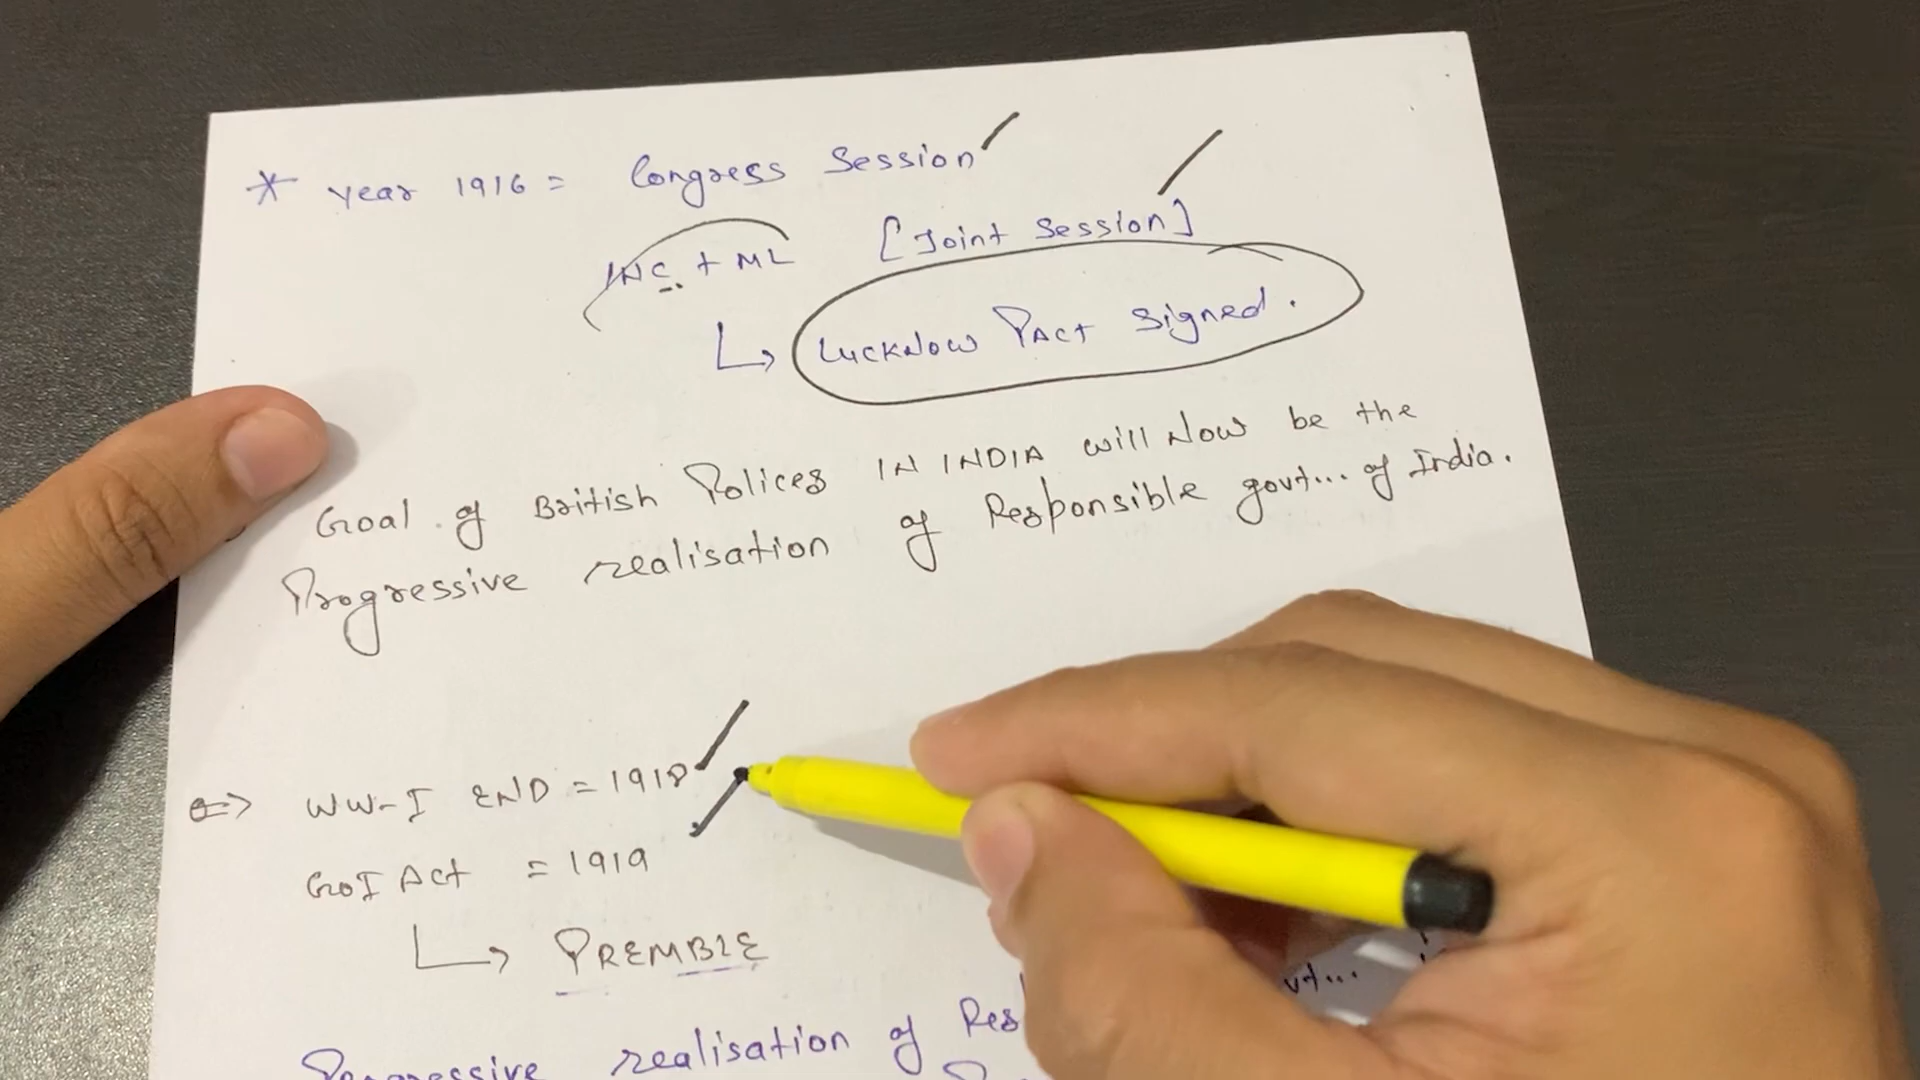 * year 1916 = Congress Session
INC + ML [Joint Session]
Lucknow Pact Signed.
Goal of British Polices IN INDIA will Now be the
Progressive realisation of Responsible govt... of India.
WW-I END = 1918
GoI Act = 1919
PREMBLE
Progressive realisation of Res
vt...